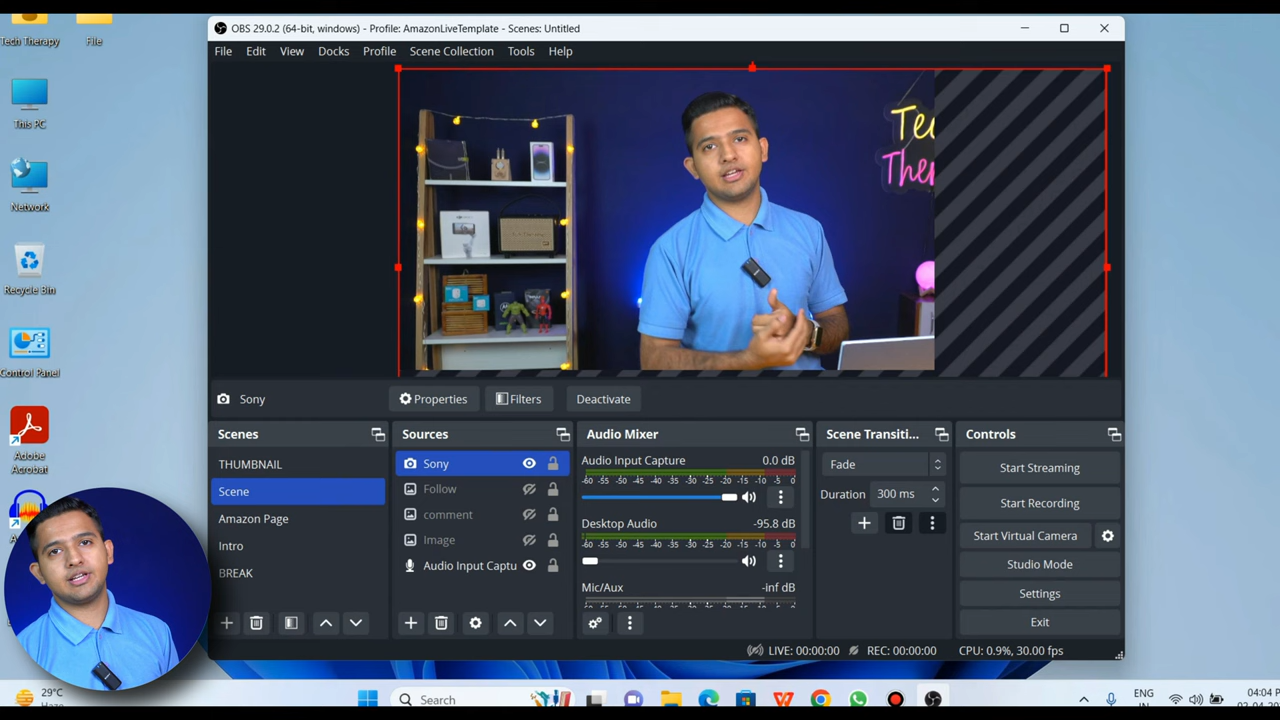 Tech Therapy
File
This PC
Network
Recycle Bin
Control Panel
Adobe
Acrobat
OBS 29.0.2 (64-bit, windows) - Profile: AmazonLiveTemplate - Scenes: Untitled
File Edit View Docks Profile Scene Collection Tools Help
Tec
Ther
Sony Properties Filters Deactivate
Scenes
THUMBNAIL
Scene
Amazon Page
Intro
BREAK
Sources
Sony
Follow
comment
Image
Audio Input Captu
Audio Mixer
Audio Input Capture 0.0 dB
-60 -55 -50 -45 -40 -35 -30 -25 -20 -15 -10 -5 0
Desktop Audio -95.8 dB
-60 -55 -50 -45 -40 -35 -30 -25 -20 -15 -10 -5 0
Mic/Aux -inf dB
Scene Transiti...
Fade
Duration 300 ms
Controls
Start Streaming
Start Recording
Start Virtual Camera
Studio Mode
Settings
Exit
LIVE: 00:00:00 REC: 00:00:00 CPU: 0.9%, 30.00 fps
29°C
Haze
Search
ENG
IN
04:04 P